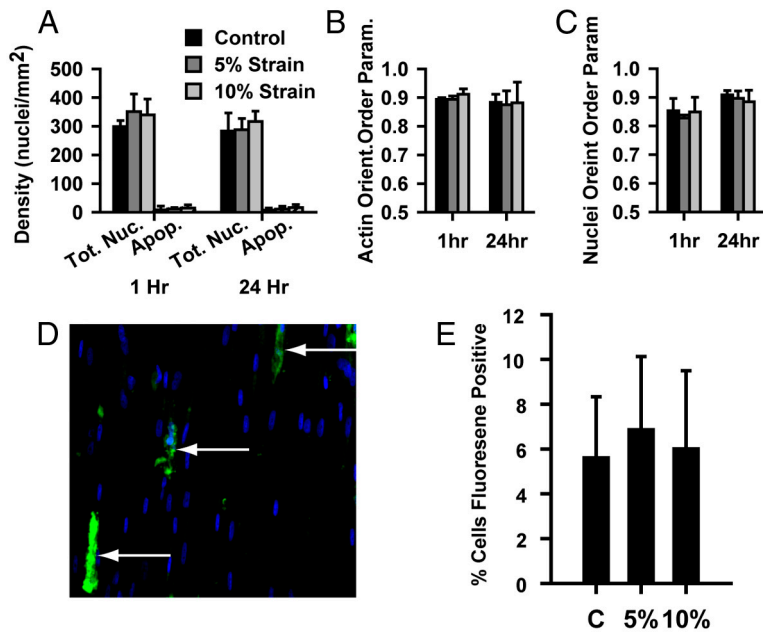 A
Control
5% Strain
10% Strain
Density (nuclei/mm2)
500
400
300
200
100
0
Tot. Nuc.
Apop.
Tot. Nuc.
Apop.
1 Hr
24 Hr
B
Actin Orient.Order Param.
1.0
0.9
0.8
0.7
0.6
0.5
1hr
24hr
C
Nuclei Oreint Order Param
1.0
0.9
0.8
0.7
0.6
0.5
1hr
24hr
D
E
% Cells Fluoresene Positive
12
10
8
6
4
2
0
C
5%
10%